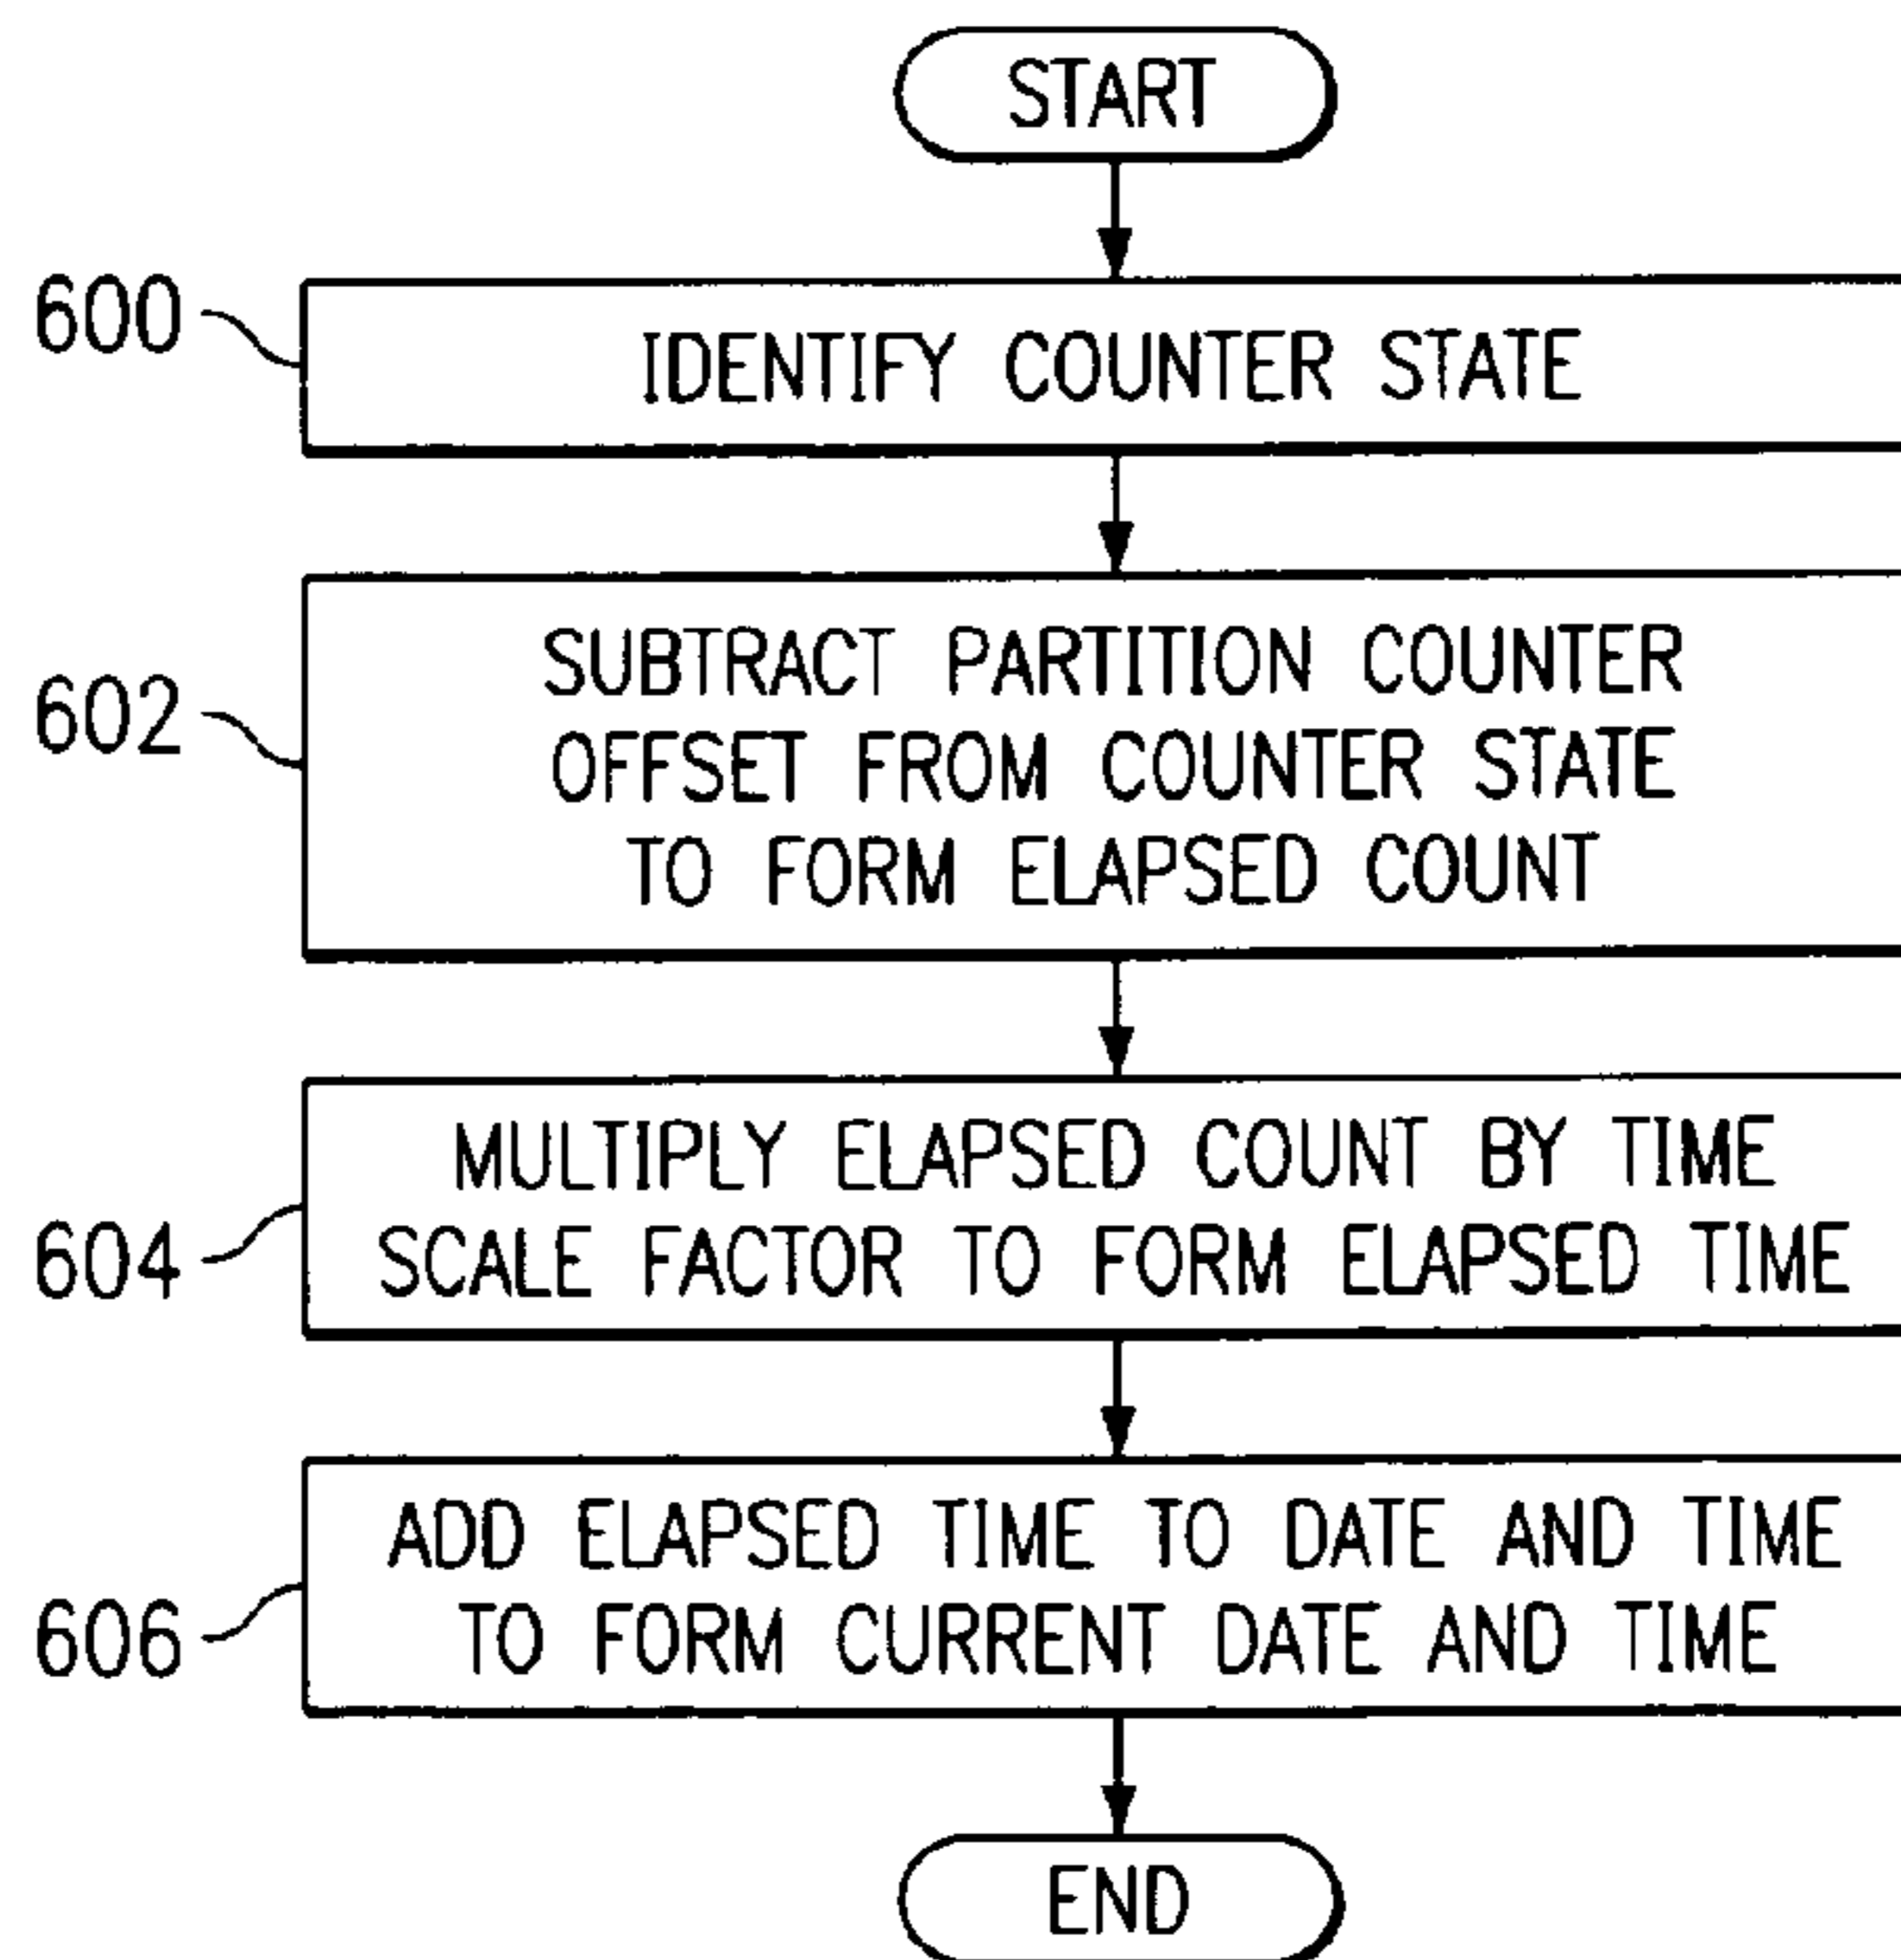 START
600
IDENTIFY COUNTER STATE
602
SUBTRACT PARTITION COUNTER
OFFSET FROM COUNTER STATE
TO FORM ELAPSED COUNT
604
MULTIPLY ELAPSED COUNT BY TIME
SCALE FACTOR TO FORM ELAPSED TIME
606
ADD ELAPSED TIME TO DATE AND TIME
TO FORM CURRENT DATE AND TIME
END